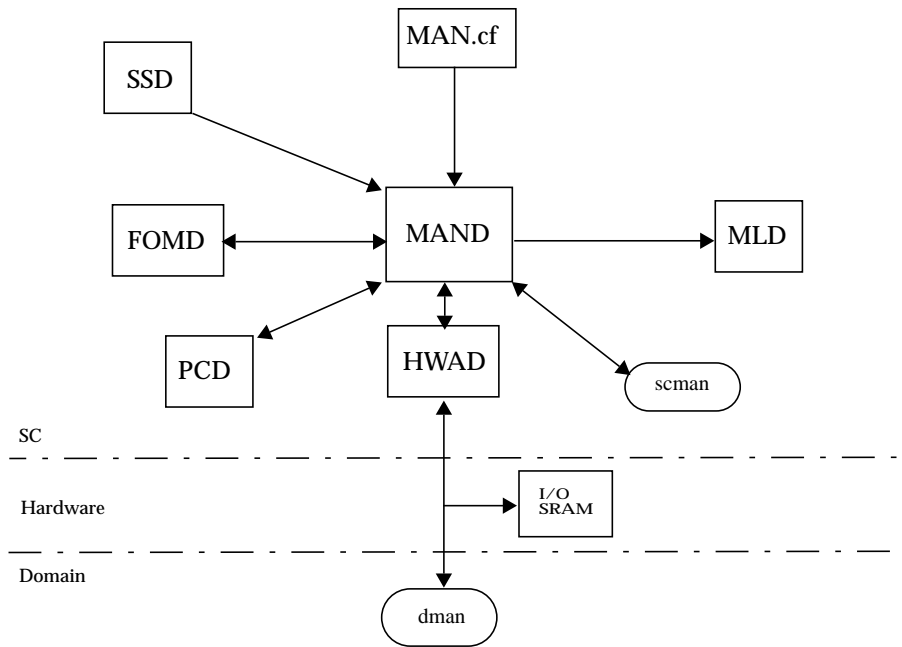 MAN.cf
SSD
FOMD
MAND
MLD
PCD
HWAD
scman
SC
Hardware
I/O
SRAM
Domain
dman